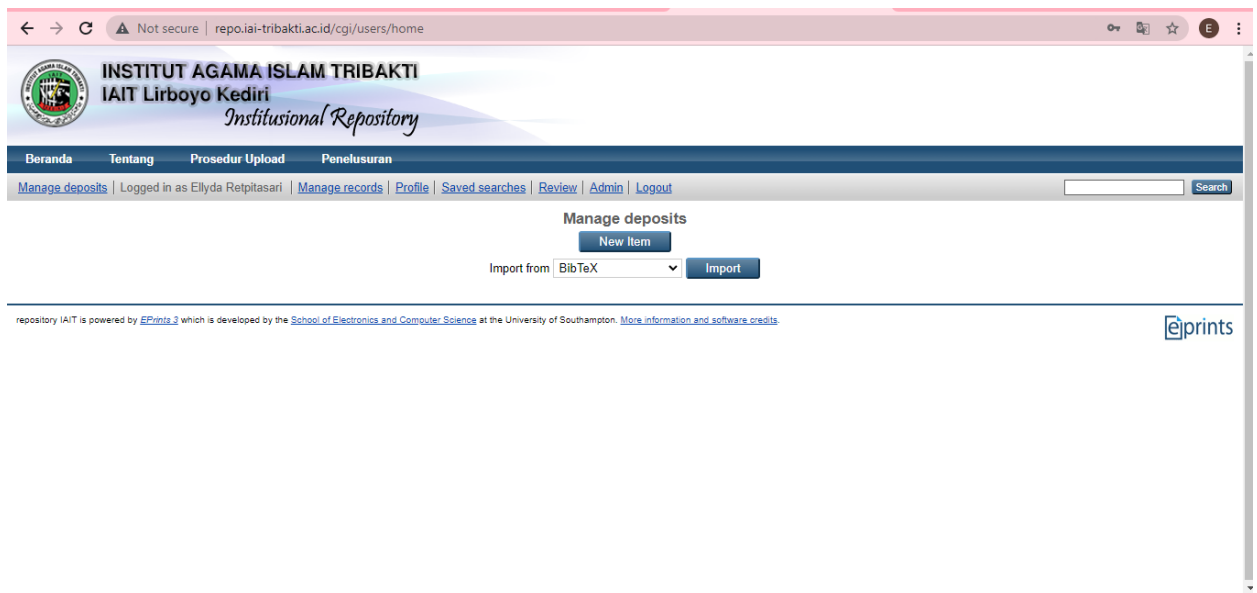 Not secure | repo.iai-tribakti.ac.id/cgi/users/home
E
INSTITUT AGAMA ISLAM TRIBAKTI
IAIT Lirboyo Kediri
Institusional Repository
Beranda Tentang Prosedur Upload Penelusuran
Manage deposits | Logged in as Ellyda Retpitasari | Manage records | Profile | Saved searches | Review | Admin | Logout Search
Manage deposits
New Item
Import from BibTeX Import
repository IAIT is powered by EPrints 3 which is developed by the School of Electronics and Computer Science at the University of Southampton. More information and software credits.
eprints